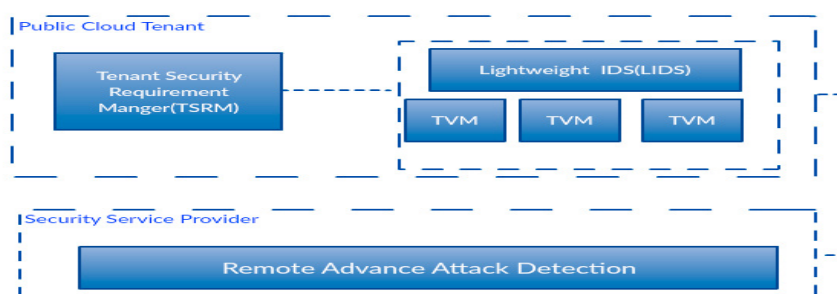 Public Cloud Tenant
Tenant Security
Requirement
Manger(TSRM)
Lightweight IDS(LIDS)
TVM
TVM
TVM
Security Service Provider
Remote Advance Attack Detection